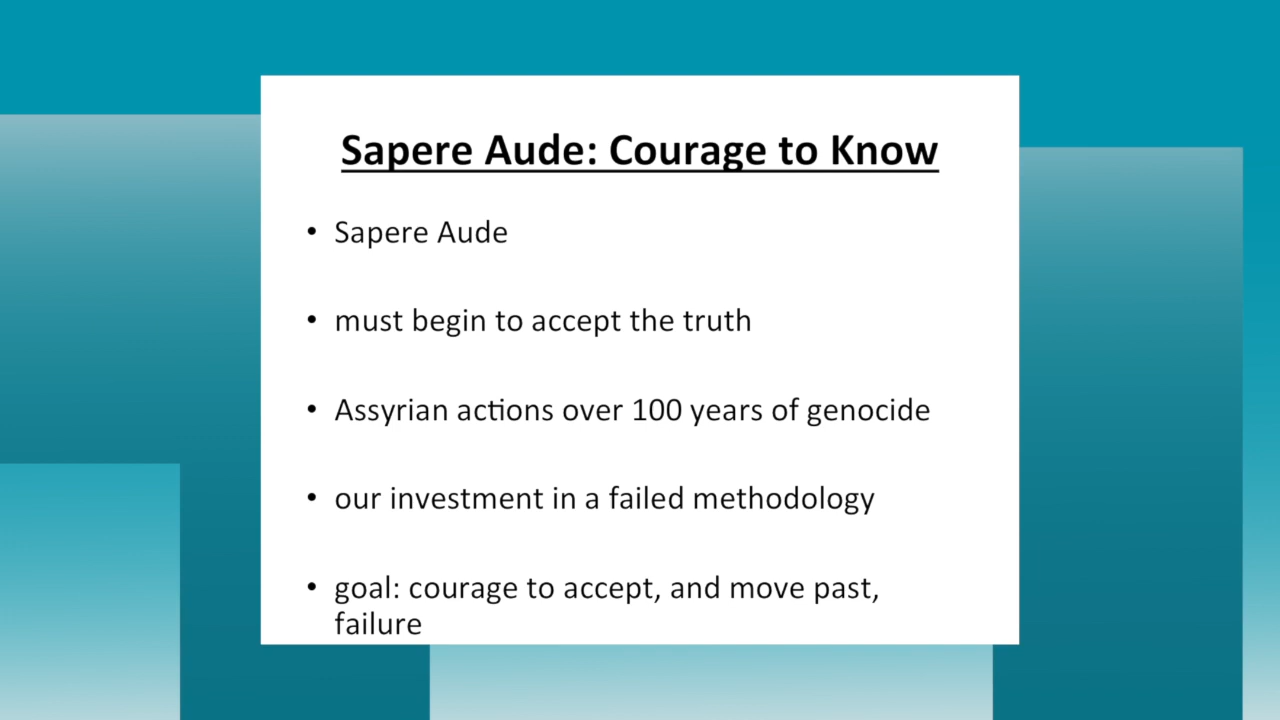 Sapere Aude: Courage to Know
• Sapere Aude
• must begin to accept the truth
• Assyrian actions over 100 years of genocide
• our investment in a failed methodology
• goal: courage to accept, and move past,
failure